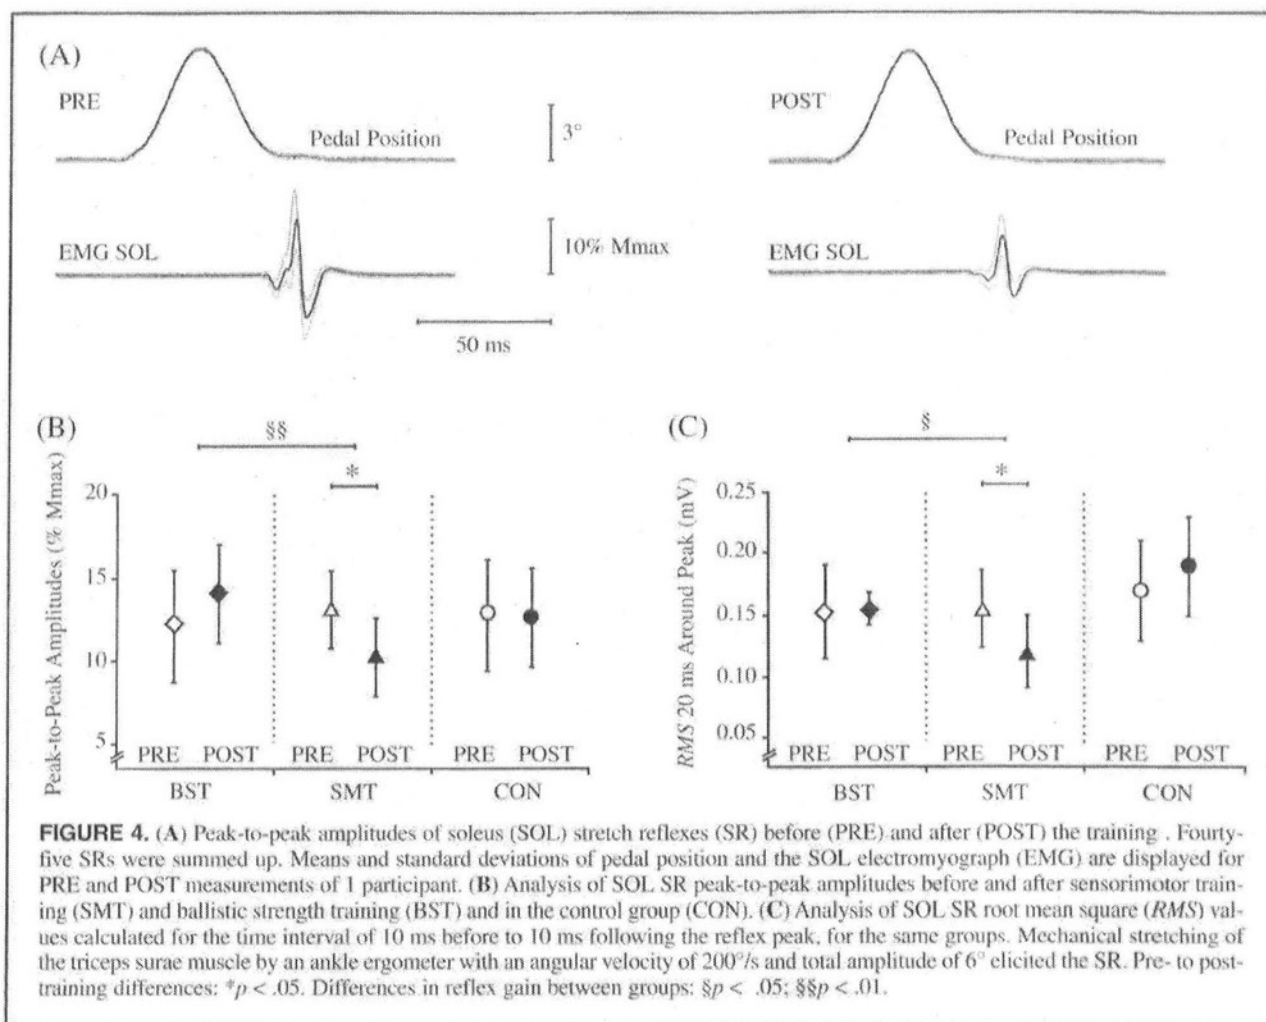 (A)
PRE
Pedal Position
3°
EMG SOL
10% Mmax
50 ms
POST
Pedal Position
EMG SOL
(B)
§§
*
Peak-to-Peak Amplitudes (% Mmax)
20
15
10
5
PRE POST PRE POST PRE POST
BST SMT CON
(C)
§
*
RMS 20 ms Around Peak (mV)
0.25
0.20
0.15
0.10
0.05
PRE POST PRE POST PRE POST
BST SMT CON
FIGURE 4. (A) Peak-to-peak amplitudes of soleus (SOL) stretch reflexes (SR) before (PRE) and after (POST) the training . Fourty-
five SRs were summed up. Means and standard deviations of pedal position and the SOL electromyograph (EMG) are displayed for
PRE and POST measurements of 1 participant. (B) Analysis of SOL SR peak-to-peak amplitudes before and after sensorimotor train-
ing (SMT) and ballistic strength training (BST) and in the control group (CON). (C) Analysis of SOL SR root mean square (RMS) val-
ues calculated for the time interval of 10 ms before to 10 ms following the reflex peak, for the same groups. Mechanical stretching of
the triceps surae muscle by an ankle ergometer with an angular velocity of 200°/s and total amplitude of 6° elicited the SR. Pre- to post-
training differences: *p < .05. Differences in reflex gain between groups: §p < .05; §§p < .01.